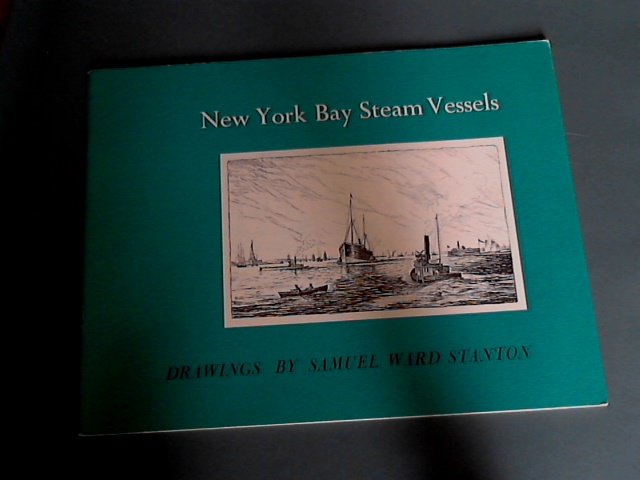 New York Bay Steam Vessels
DRAWINGS BY SAMUEL WARD STANTON